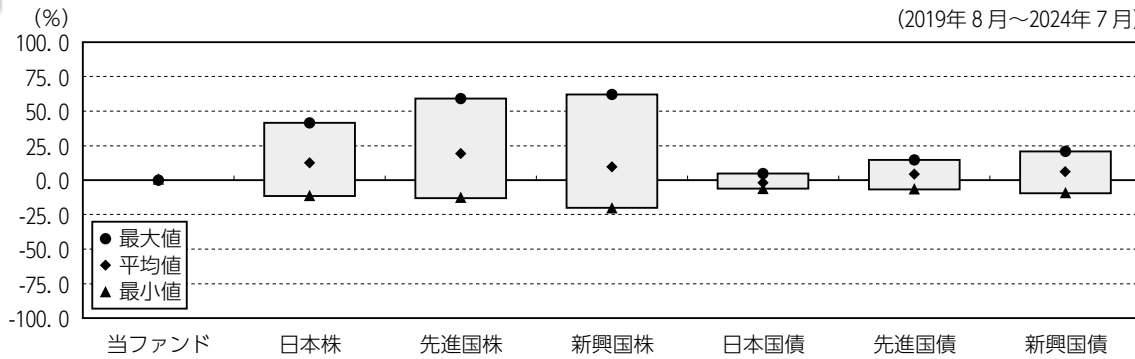 (%)
(2019年8月～2024年7月)
100.0
75.0
50.0
25.0
0.0
-25.0
-50.0
-75.0
-100.0
● 最大値
◆ 平均値
▲ 最小値
当ファンド 日本株 先進国株 新興国株 日本国債 先進国債 新興国債